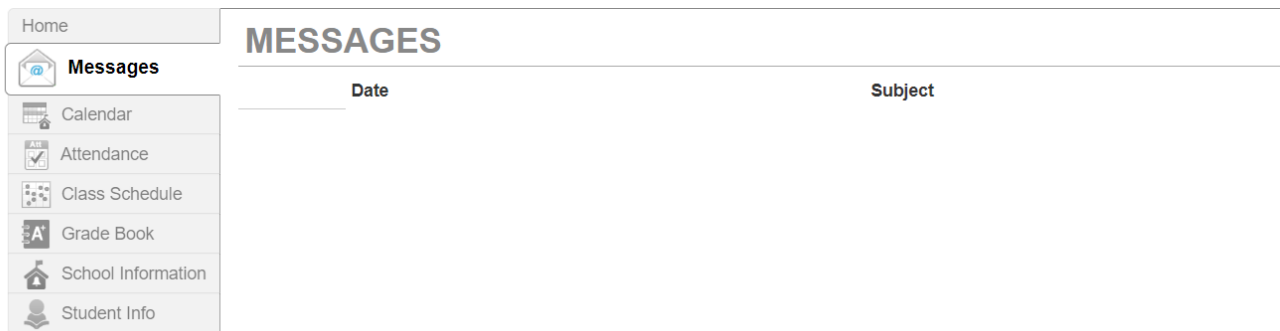 Home
Messages
Calendar
Attendance
Class Schedule
Grade Book
School Information
Student Info
MESSAGES
Date Subject